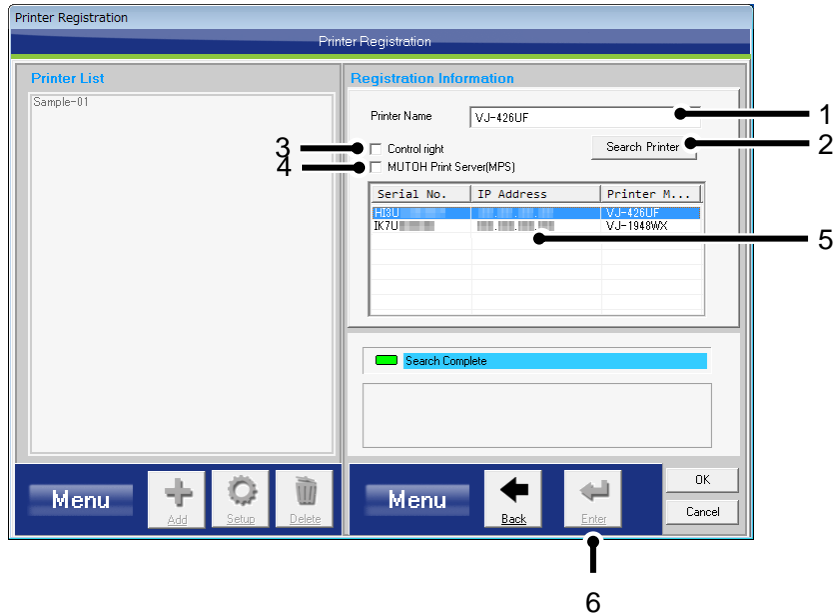 Printer Registration
Printer Registration
Printer List
Sample-01
Registration Information
Printer Name
VJ-426UF
1
Search Printer
2
3
Control right
4
MUTOH Print Server(MPS)
Serial No. IP Address Printer M...
HI3U VJ-426UF
IK7U VJ-1948WX
5
Search Complete
Menu
Add
Setup
Delete
Menu
Back
Enter
OK
Cancel
6